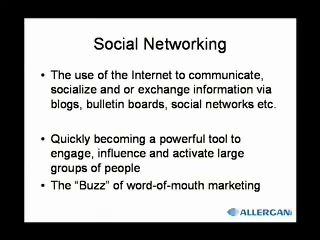 Social Networking
• The use of the Internet to communicate,
socialize and or exchange information via
blogs, bulletin boards, social networks etc.
• Quickly becoming a powerful tool to
engage, influence and activate large
groups of people
• The “Buzz” of word-of-mouth marketing
ALLERGAN